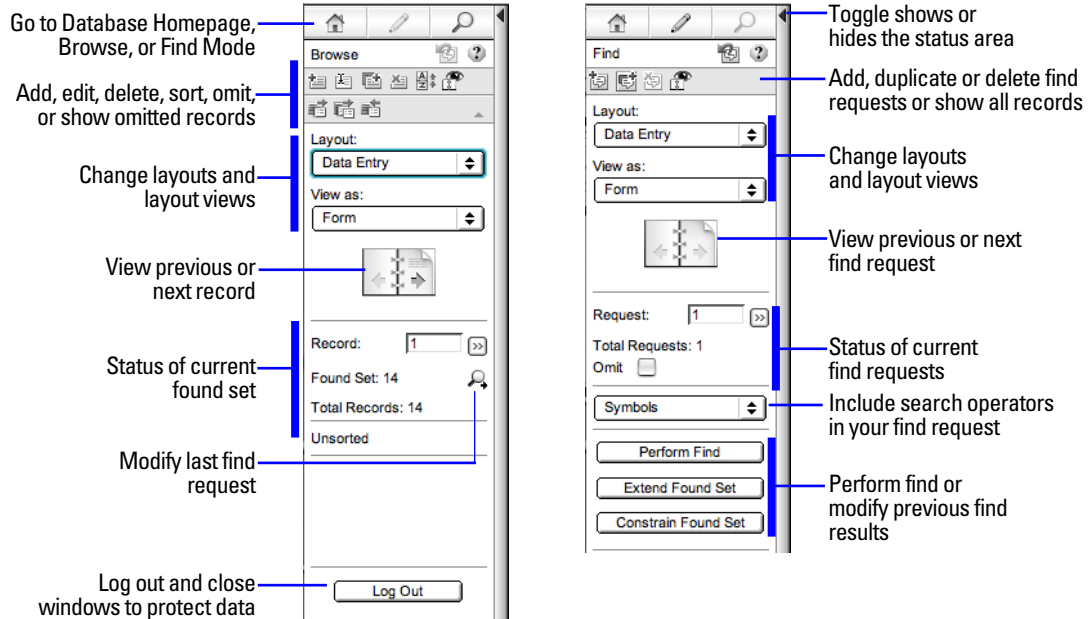 Go to Database Homepage,
Browse, or Find Mode
Add, edit, delete, sort, omit,
or show omitted records
Change layouts and
layout views
View previous or
next record
Status of current
found set
Modify last find
request
Log out and close
windows to protect data
Browse
Layout:
Data Entry
View as:
Form
Record: 1
Found Set: 14
Total Records: 14
Unsorted
Log Out
Find
Layout:
Data Entry
View as:
Form
Request: 1
Total Requests: 1
Omit
Symbols
Perform Find
Extend Found Set
Constrain Found Set
Toggle shows or
hides the status area
Add, duplicate or delete find
requests or show all records
Change layouts
and layout views
View previous or next
find request
Status of current
find requests
Include search operators
in your find request
Perform find or
modify previous find
results